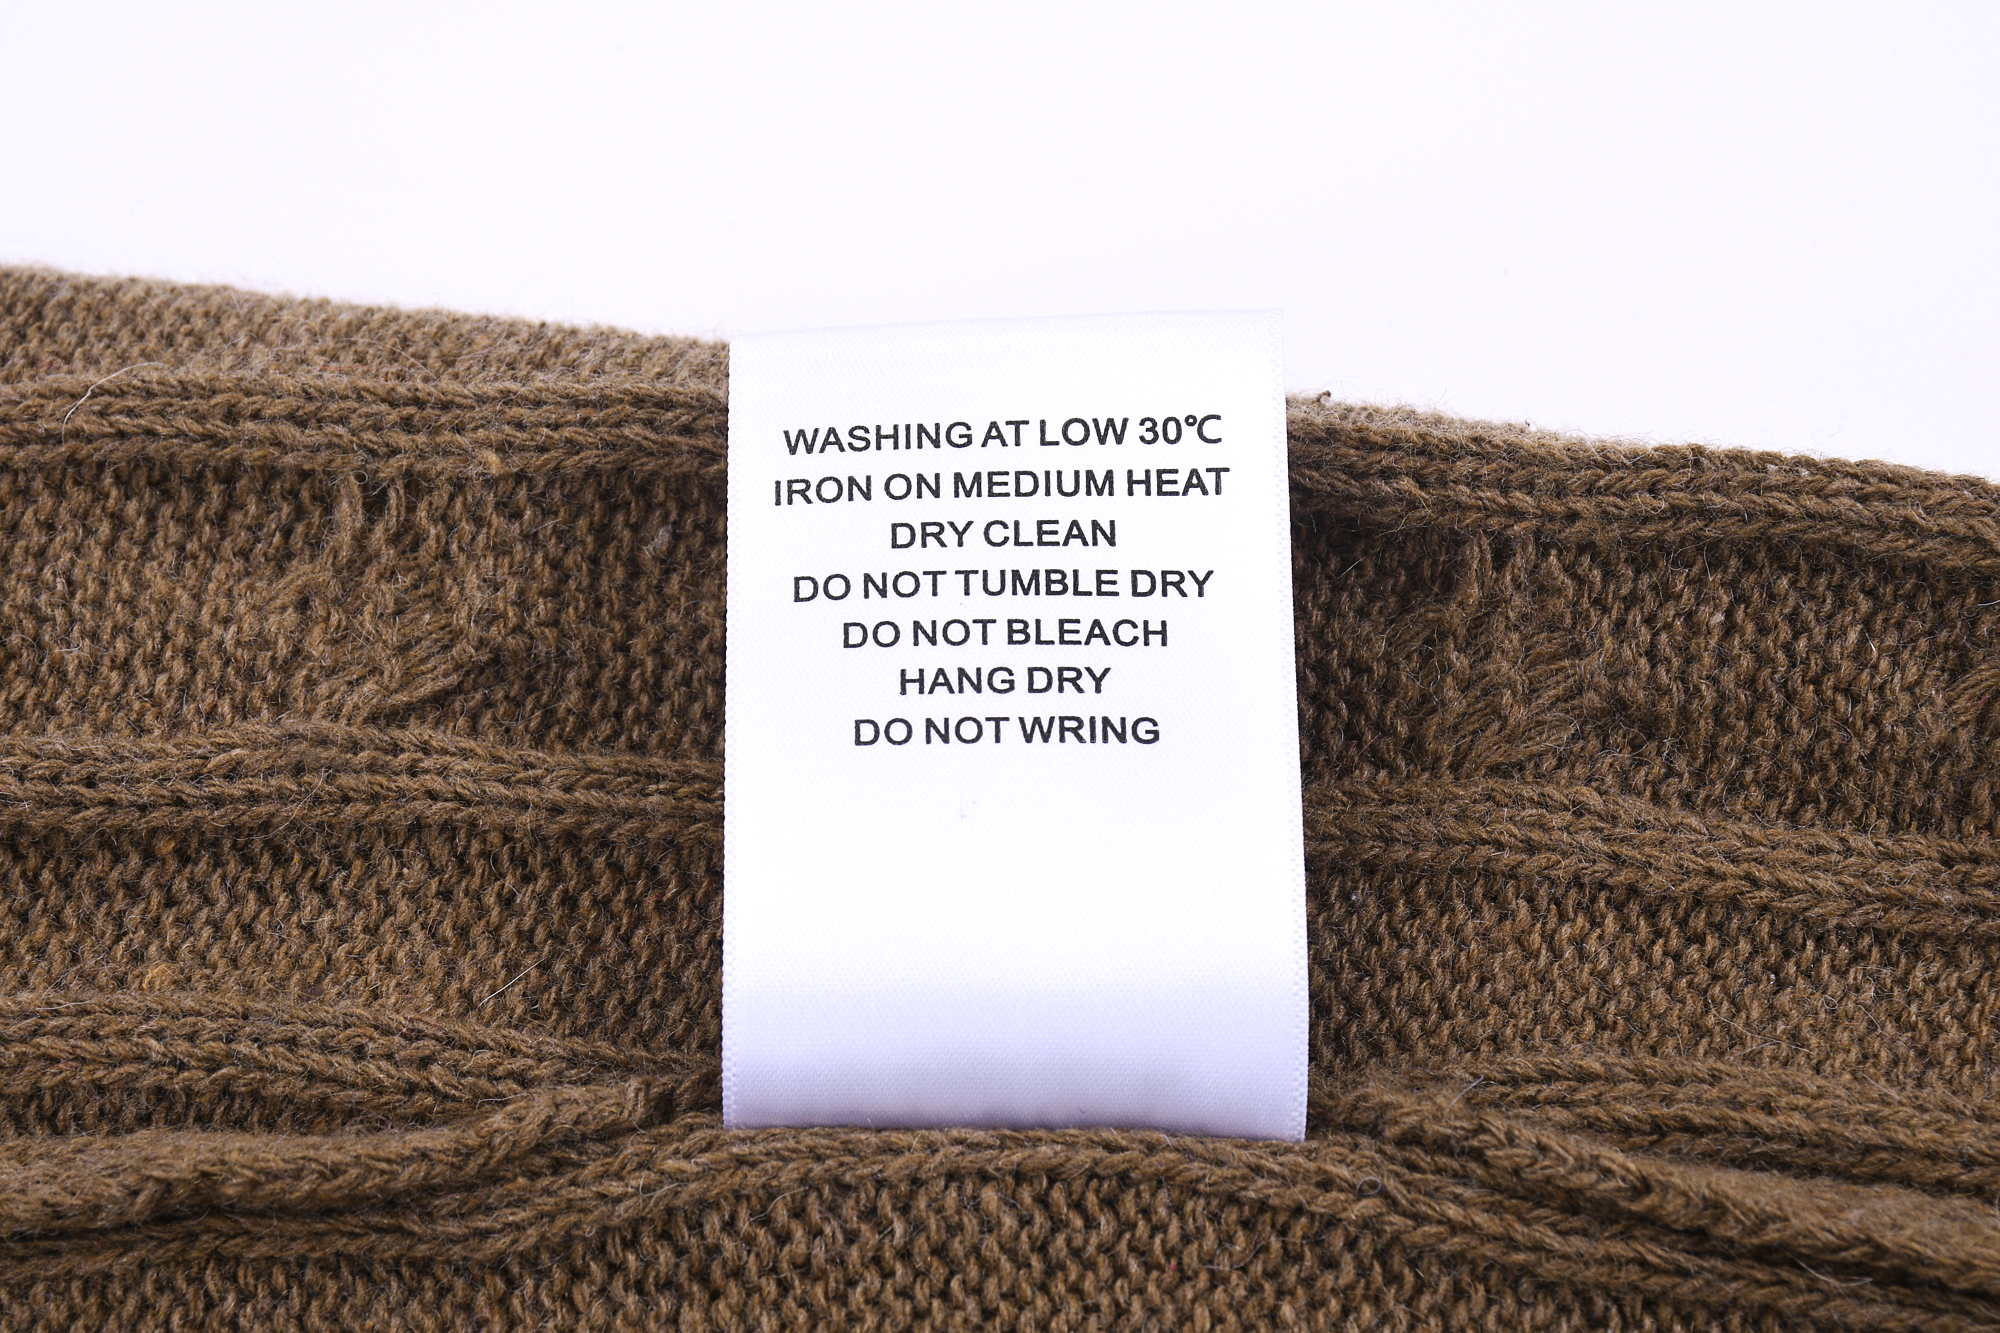 WASHING AT LOW 30℃
IRON ON MEDIUM HEAT
DRY CLEAN
DO NOT TUMBLE DRY
DO NOT BLEACH
HANG DRY
DO NOT WRING